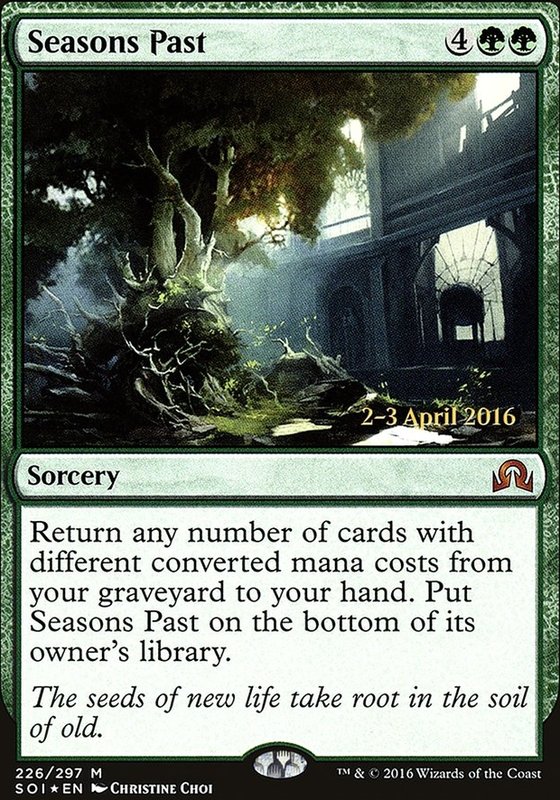 Seasons Past 4
2–3 April 2016
Sorcery
Return any number of cards with
different converted mana costs from
your graveyard to your hand. Put
Seasons Past on the bottom of its
owner's library.
The seeds of new life take root in the soil
of old.
226/297 M
SOI★EN Christine Choi
™ & © 2016 Wizards of the Coast